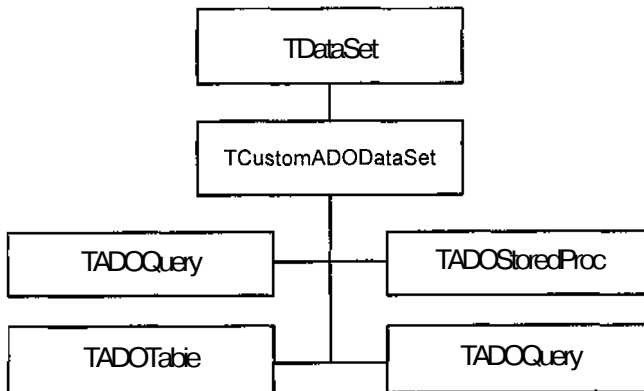 TDataSet
TCustomADODataSet
TADOQuery
TADOStoredProc
TADOTabie
TADOQuery